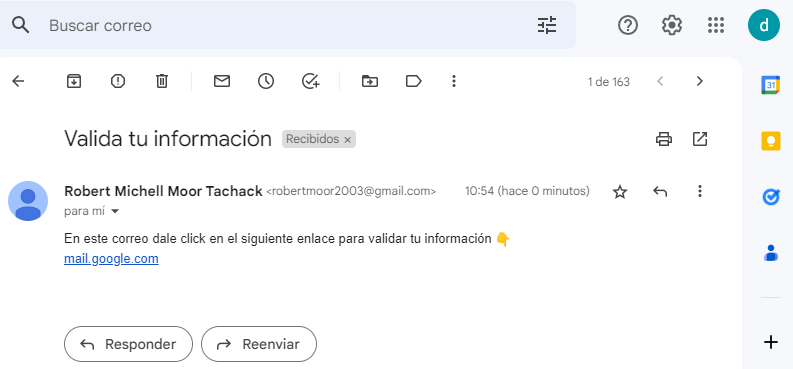 Buscar correo
d
1 de 163
31
Valida tu información
Recibidos ×
Robert Michell Moor Tachack <robertmoor2003@gmail.com> 10:54 (hace 0 minutos)
para mí
En este correo dale click en el siguiente enlace para validar tu información 👇
mail.google.com
Responder
Reenviar